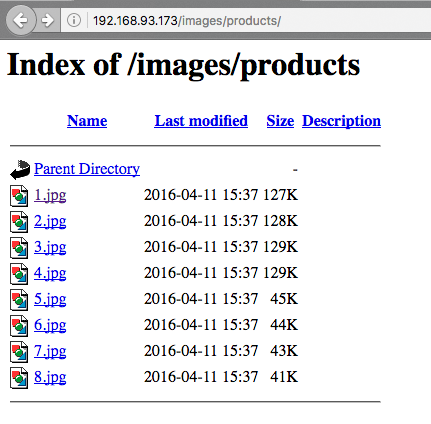 192.168.93.173/images/products/
Index of /images/products
Name Last modified Size Description
Parent Directory -
1.jpg 2016-04-11 15:37 127K
2.jpg 2016-04-11 15:37 128K
3.jpg 2016-04-11 15:37 129K
4.jpg 2016-04-11 15:37 129K
5.jpg 2016-04-11 15:37 45K
6.jpg 2016-04-11 15:37 44K
7.jpg 2016-04-11 15:37 43K
8.jpg 2016-04-11 15:37 41K